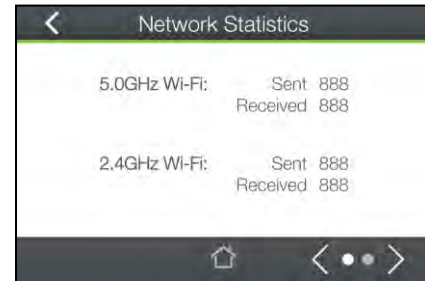 Network Statistics
5.0GHz Wi-Fi: Sent 888
Received 888
2.4GHz Wi-Fi: Sent 888
Received 888